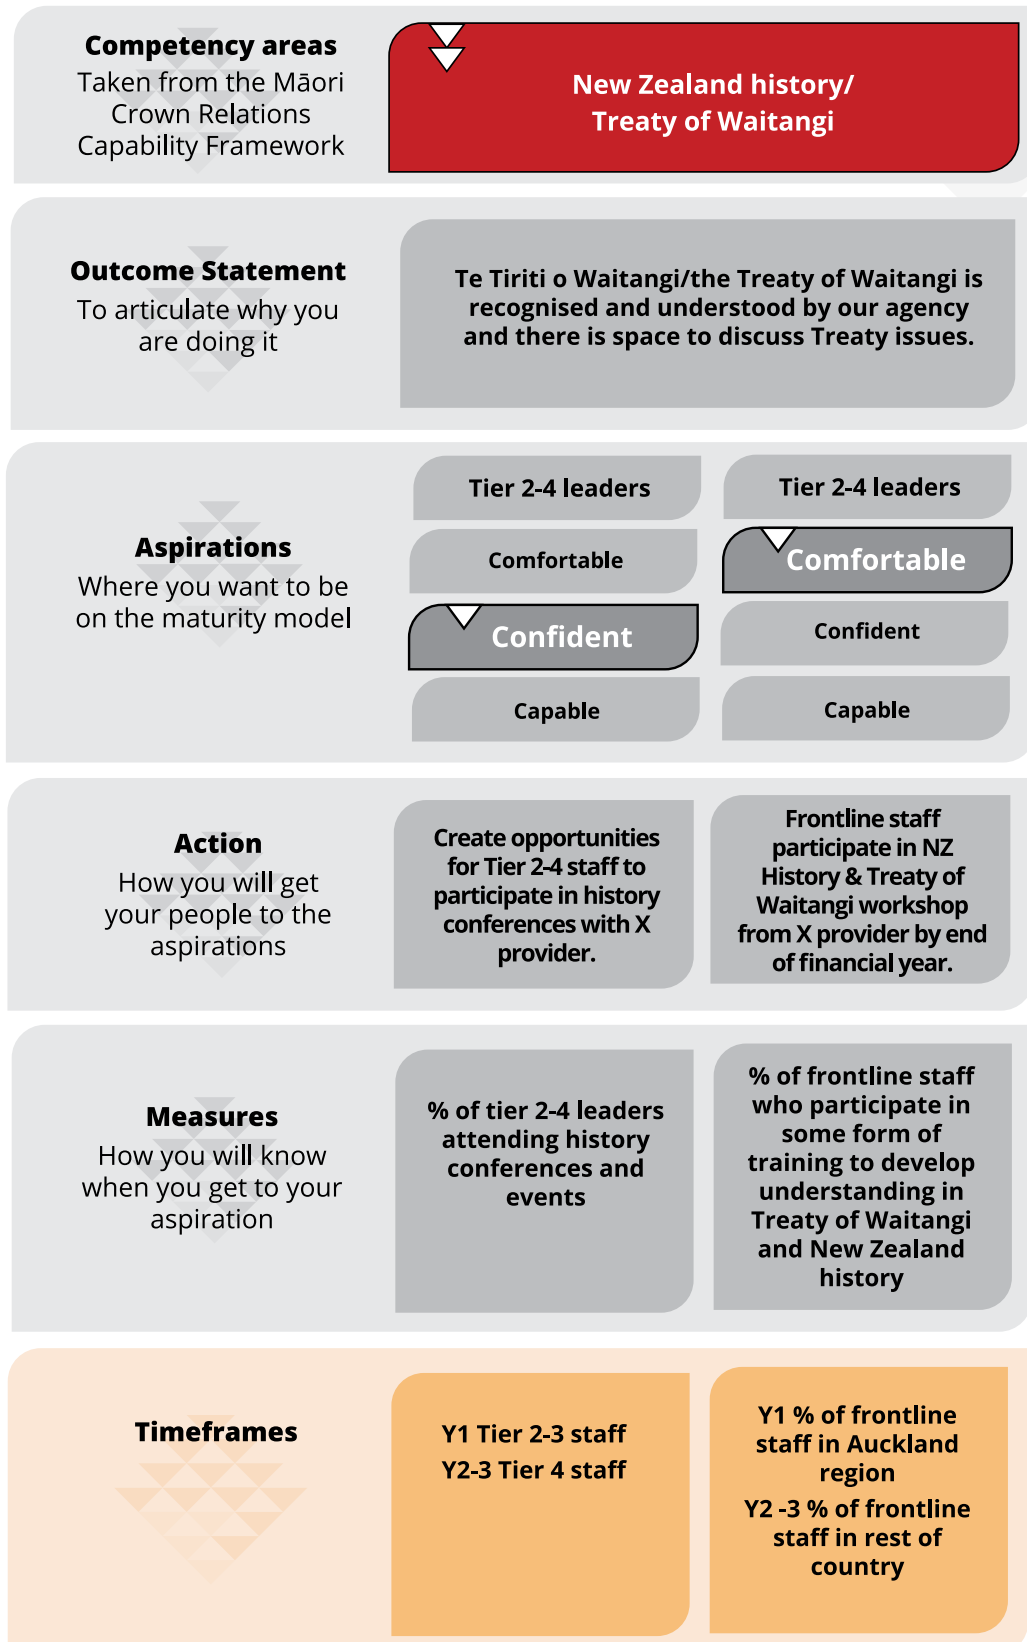 Competency areas
Taken from the Māori
Crown Relations
Capability Framework
New Zealand history/
Treaty of Waitangi
Outcome Statement
To articulate why you
are doing it
Te Tiriti o Waitangi/the Treaty of Waitangi is
recognised and understood by our agency
and there is space to discuss Treaty issues.
Aspirations
Where you want to be
on the maturity model
Tier 2-4 leaders
Comfortable
Confident
Capable
Tier 2-4 leaders
Comfortable
Confident
Capable
Action
How you will get
your people to the
aspirations
Create opportunities
for Tier 2-4 staff to
participate in history
conferences with X
provider.
Frontline staff
participate in NZ
History & Treaty of
Waitangi workshop
from X provider by end
of financial year.
Measures
How you will know
when you get to your
aspiration
% of tier 2-4 leaders
attending history
conferences and
events
% of frontline staff
who participate in
some form of
training to develop
understanding in
Treaty of Waitangi
and New Zealand
history
Timeframes
Y1 Tier 2-3 staff
Y2-3 Tier 4 staff
Y1 % of frontline
staff in Auckland
region
Y2 -3 % of frontline
staff in rest of
country